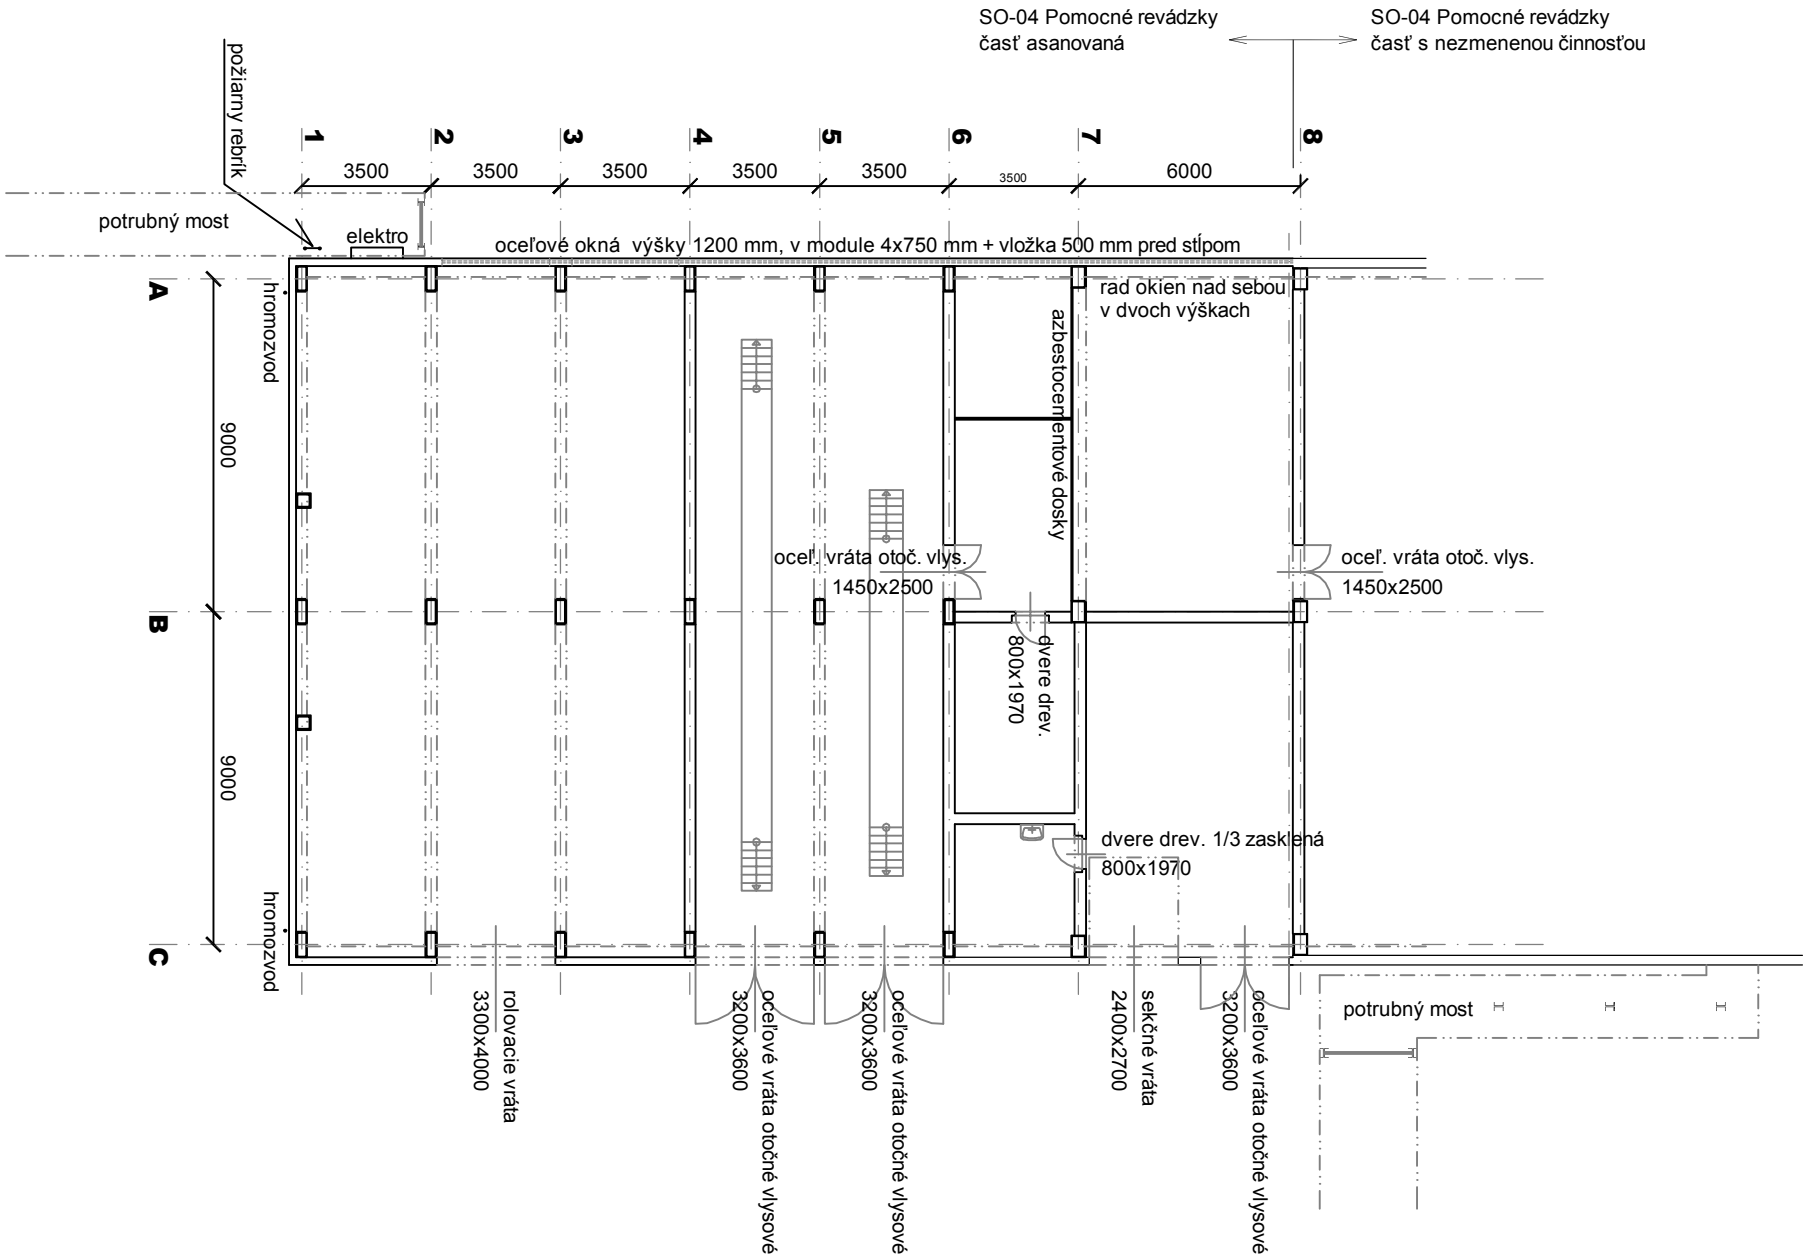 SO-04 Pomocné revádzky
časť asanovaná
SO-04 Pomocné revádzky
časť s nezmenenou činnosťou
požiarny rebrík
1
2
3
4
5
6
7
8
3500
3500
3500
3500
3500
3500
6000
potrubný most
elektro
oceľové okná výšky 1200 mm, v module 4x750 mm + vložka 500 mm pred stĺpom
A
hromozvod
rad okien nad sebou
v dvoch výškach
azbestocementové dosky
9000
oceľ. vráta otoč. vlys.
1450x2500
oceľ. vráta otoč. vlys.
1450x2500
B
dvere drev.
800x1970
9000
dvere drev. 1/3 zasklená
800x1970
C
hromozvod
rolovacie vráta
3300x4000
oceľové vráta otočné vlysové
3200x3600
oceľové vráta otočné vlysové
3200x3600
sekčné vráta
2400x2700
oceľové vráta otočné vlysové
3200x3600
potrubný most